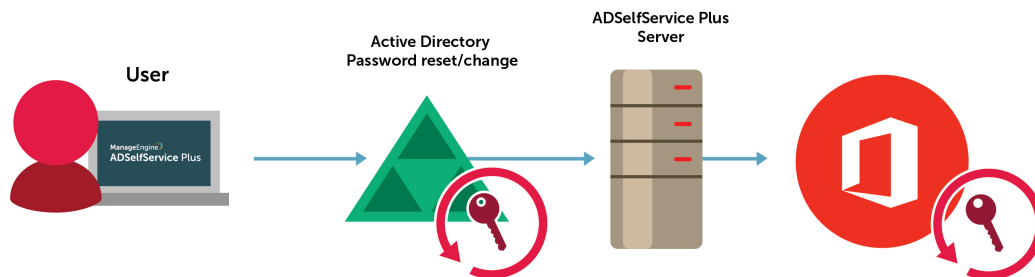 User
ManageEngine
ADSelfService Plus
Active Directory
Password reset/change
ADSelfService Plus
Server